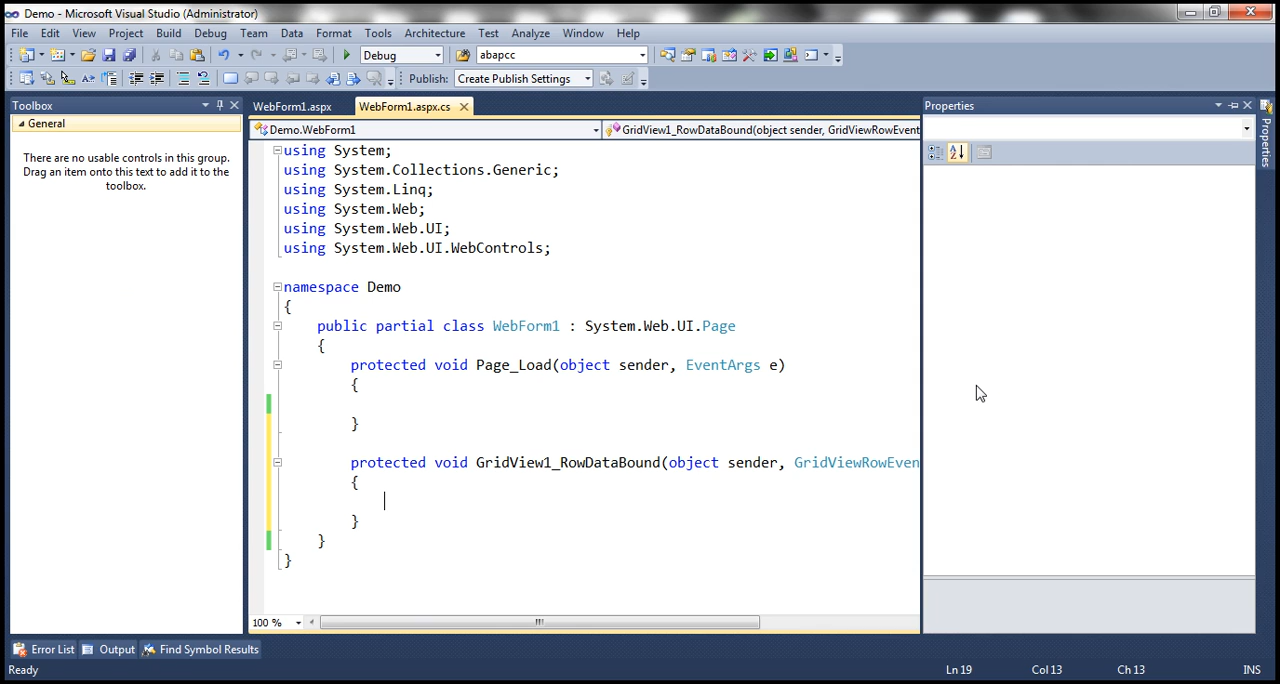 Demo - Microsoft Visual Studio (Administrator)
File Edit View Project Build Debug Team Data Format Tools Architecture Test Analyze Window Help
Debug abapcc
Publish: Create Publish Settings
Toolbox
General
There are no usable controls in this group.
Drag an item onto this text to add it to the
toolbox.
WebForm1.aspx WebForm1.aspx.cs
Demo.WebForm1 GridView1_RowDataBound(object sender, GridViewRowEvent
using System;
using System.Collections.Generic;
using System.Linq;
using System.Web;
using System.Web.UI;
using System.Web.UI.WebControls;
namespace Demo
{
public partial class WebForm1 : System.Web.UI.Page
{
protected void Page_Load(object sender, EventArgs e)
{
}
protected void GridView1_RowDataBound(object sender, GridViewRowEven
{
}
}
}
100 %
Properties
Properties
Error List Output Find Symbol Results
Ready Ln 19 Col 13 Ch 13 INS